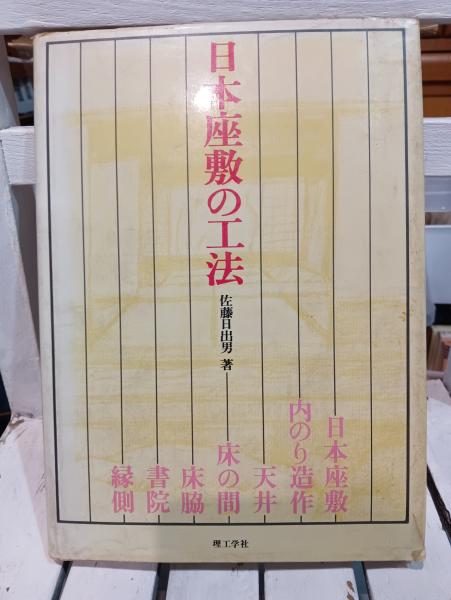 日本座敷の工法
佐藤日出男 著
日本座敷
内のり造作
天井
床の間
床脇
書院
縁側
理工学社